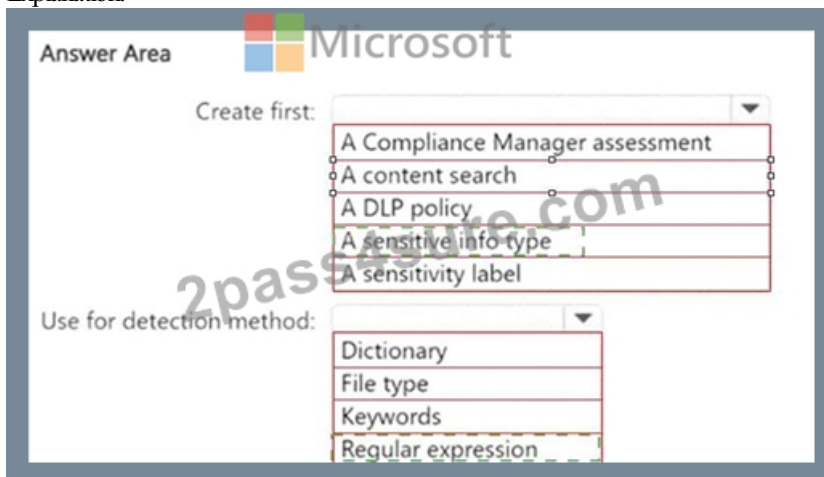 Explanation:
Answer Area
Microsoft
Create first:
A Compliance Manager assessment
A content search
A DLP policy
A sensitive info type
A sensitivity label
2pass4sure.com
Use for detection method:
Dictionary
File type
Keywords
Regular expression